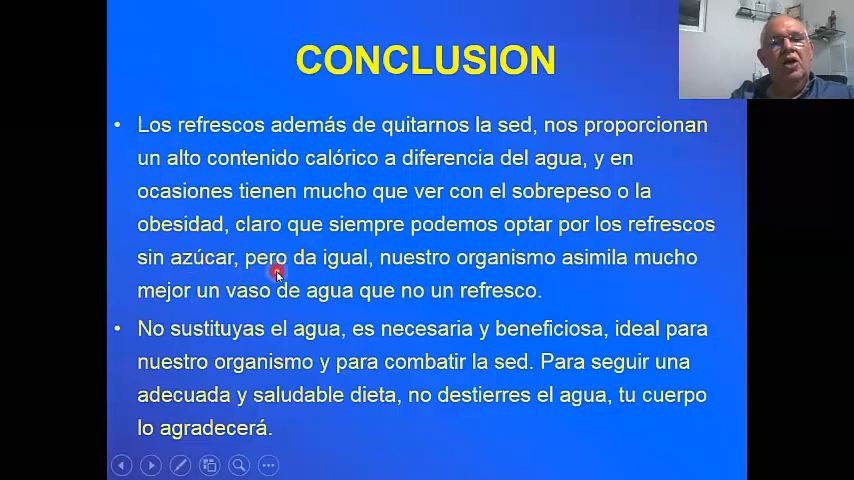 CONCLUSION
• Los refrescos además de quitarnos la sed, nos proporcionan
un alto contenido calórico a diferencia del agua, y en
ocasiones tienen mucho que ver con el sobrepeso o la
obesidad, claro que siempre podemos optar por los refrescos
sin azúcar, pero da igual, nuestro organismo asimila mucho
mejor un vaso de agua que no un refresco.
• No sustituyas el agua, es necesaria y beneficiosa, ideal para
nuestro organismo y para combatir la sed. Para seguir una
adecuada y saludable dieta, no destierres el agua, tu cuerpo
lo agradecerá.